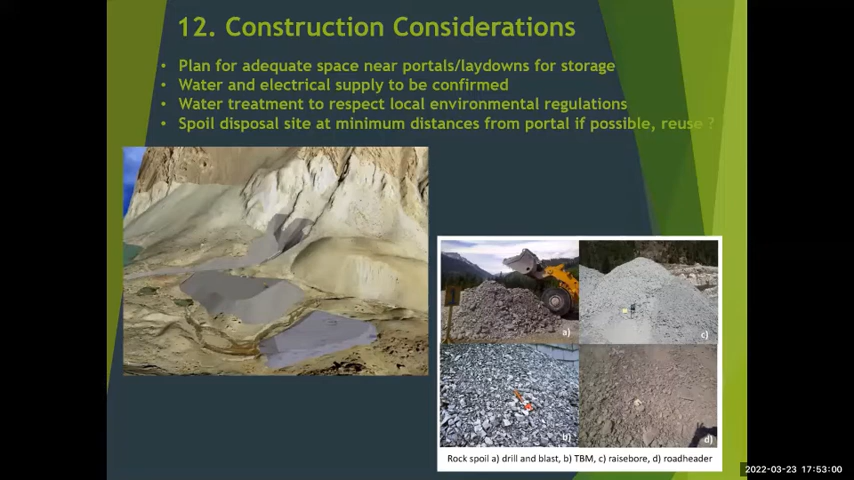 12. Construction Considerations
• Plan for adequate space near portals/laydowns for storage
• Water and electrical supply to be confirmed
• Water treatment to respect local environmental regulations
• Spoil disposal site at minimum distances from portal if possible, reuse ?
a)
c)
b)
d)
Rock spoil a) drill and blast, b) TBM, c) raisebore, d) roadheader
2022-03-23 17:53:00